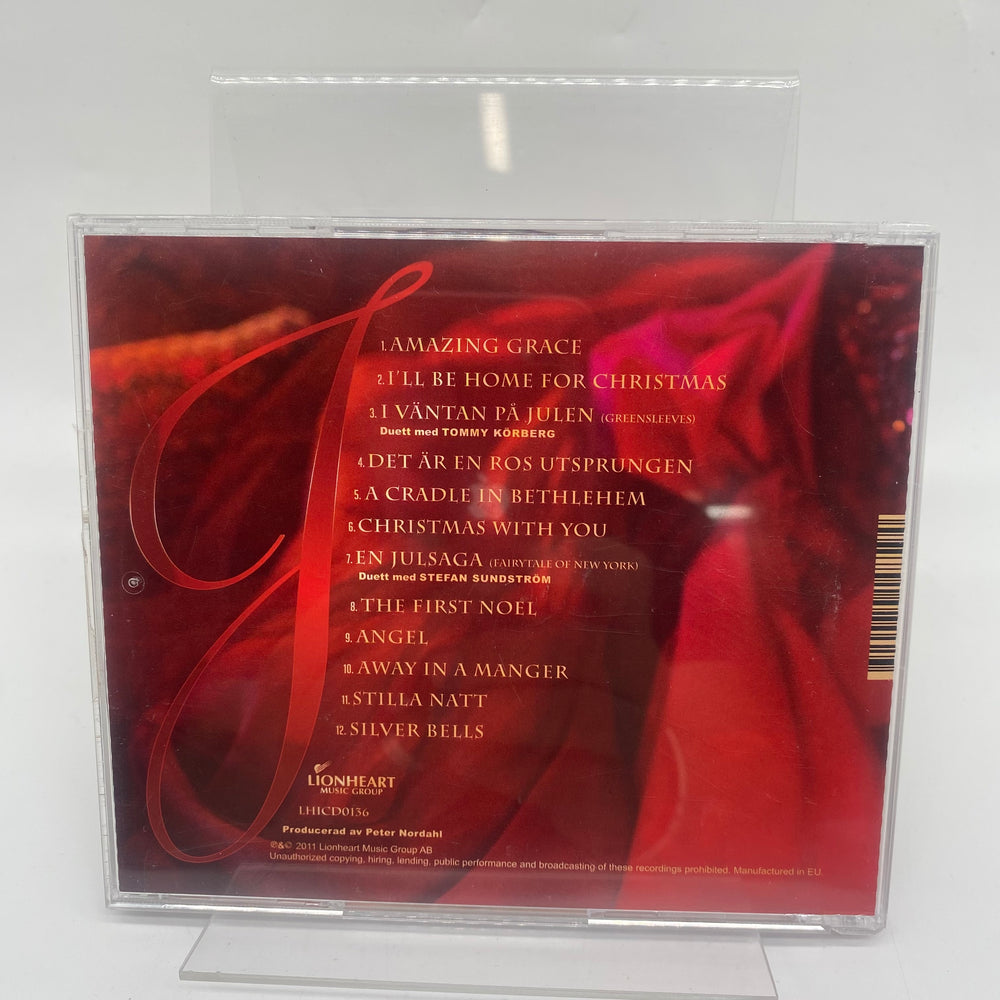 1. AMAZING GRACE
2. I'LL BE HOME FOR CHRISTMAS
3. I VÄNTAN PÅ JULEN (GREENSLEEVES)
Duett med TOMMY KÖRBERG
4. DET ÄR EN ROS UTSPRUNGEN
5. A CRADLE IN BETHLEHEM
6. CHRISTMAS WITH YOU
7. EN JULSAGA (FAIRYTALE OF NEW YORK)
Duett med STEFAN SUNDSTRÖM
8. THE FIRST NOEL
9. ANGEL
10. AWAY IN A MANGER
11. STILLA NATT
12. SILVER BELLS
LIONHEART
MUSIC GROUP
LHICD0136
Producerad av Peter Nordahl
℗&© 2011 Lionheart Music Group AB
Unauthorized copying, hiring, lending, public performance and broadcasting of these recordings prohibited. Manufactured in EU